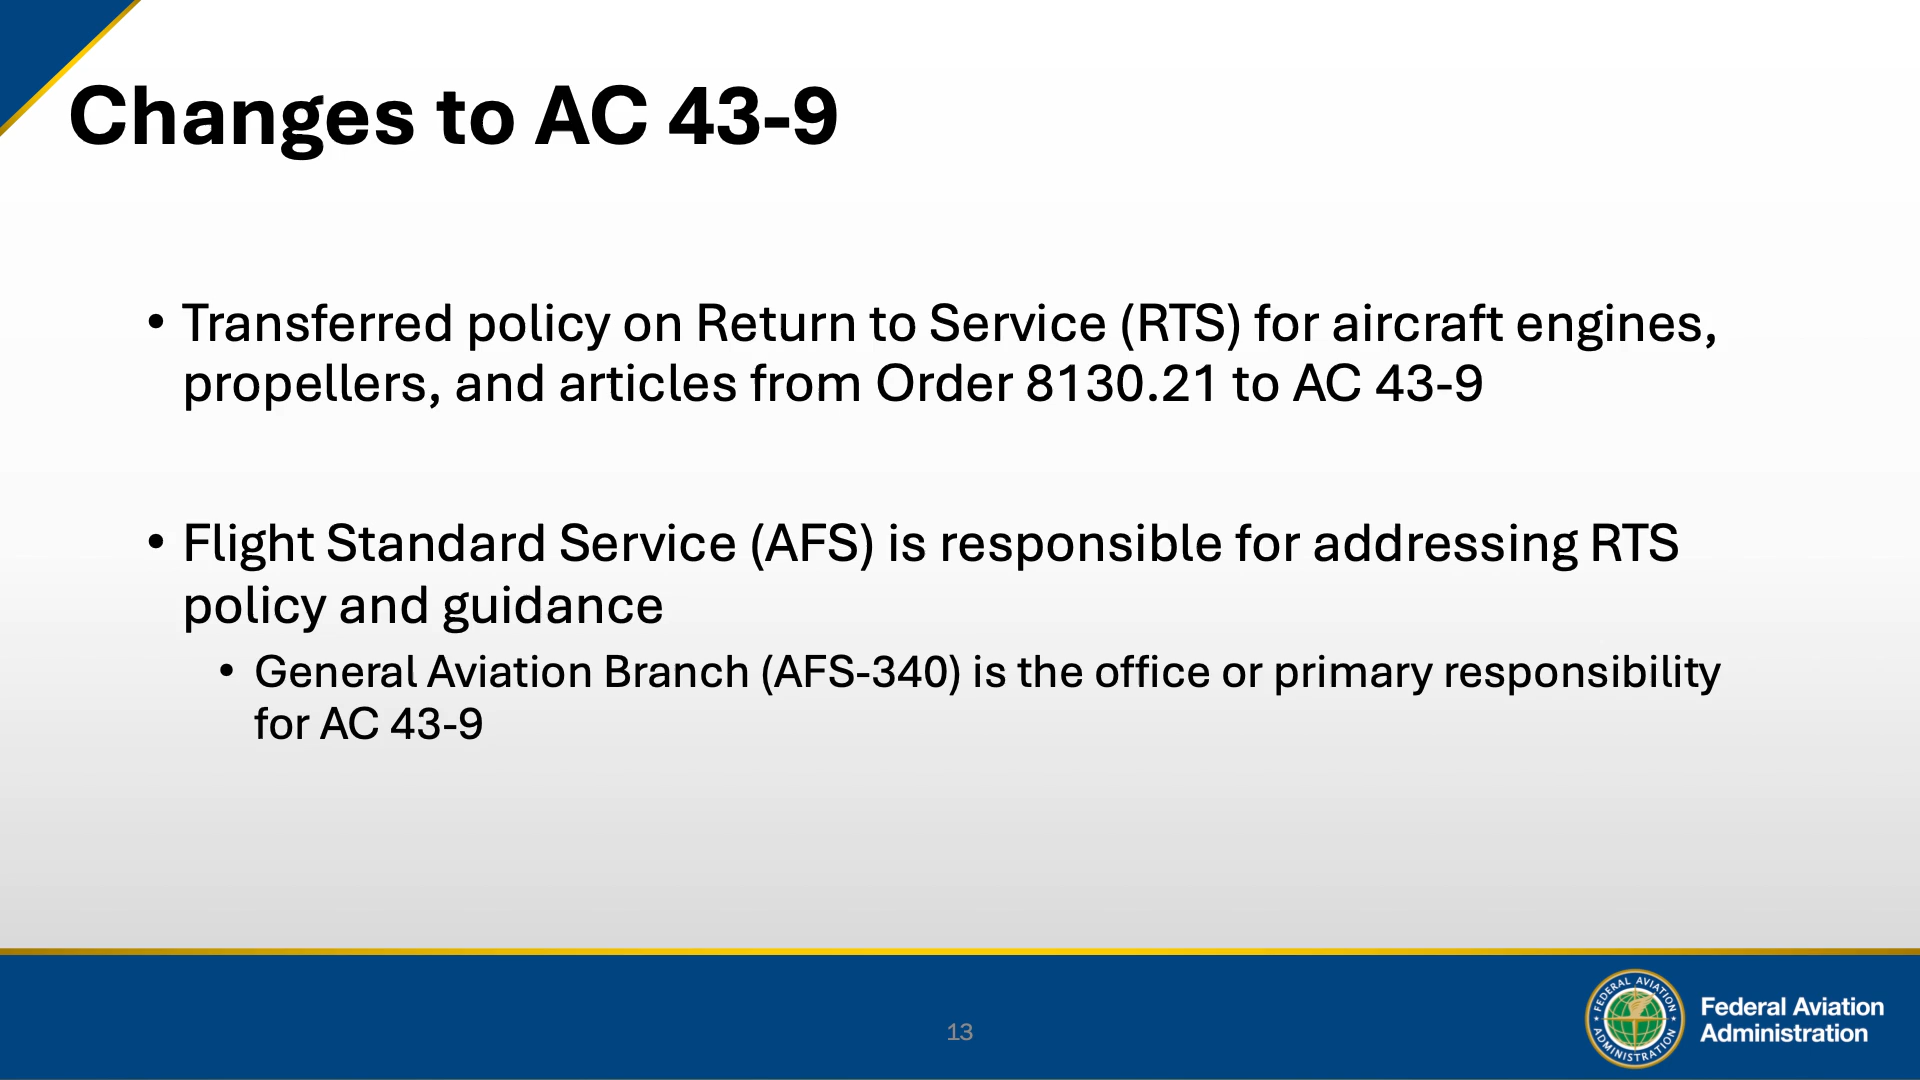 Changes to AC 43-9
• Transferred policy on Return to Service (RTS) for aircraft engines,
propellers, and articles from Order 8130.21 to AC 43-9
• Flight Standard Service (AFS) is responsible for addressing RTS
policy and guidance
• General Aviation Branch (AFS-340) is the office or primary responsibility
for AC 43-9
13
FEDERAL AVIATION
ADMINISTRATION
Federal Aviation
Administration